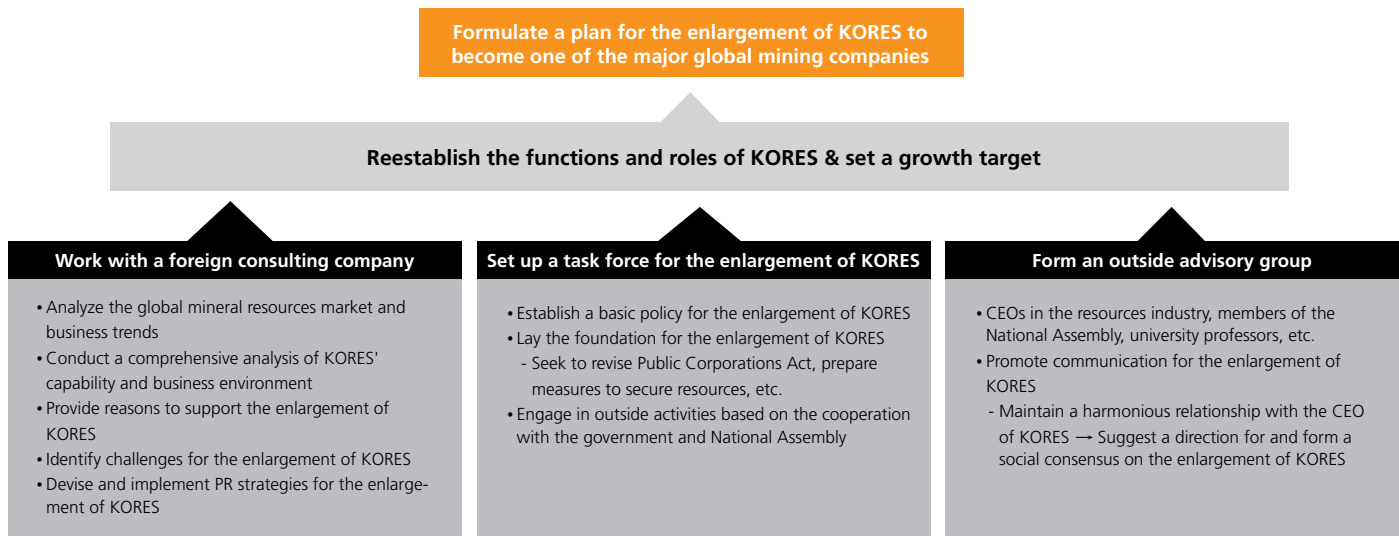 Formulate a plan for the enlargement of KORES to
become one of the major global mining companies
Reestablish the functions and roles of KORES & set a growth target
Work with a foreign consulting company
• Analyze the global mineral resources market and
business trends
• Conduct a comprehensive analysis of KORES'
capability and business environment
• Provide reasons to support the enlargement of
KORES
• Identify challenges for the enlargement of KORES
• Devise and implement PR strategies for the enlarge-
ment of KORES
Set up a task force for the enlargement of KORES
• Establish a basic policy for the enlargement of KORES
• Lay the foundation for the enlargement of KORES
- Seek to revise Public Corporations Act, prepare
measures to secure resources, etc.
• Engage in outside activities based on the cooperation
with the government and National Assembly
Form an outside advisory group
• CEOs in the resources industry, members of the
National Assembly, university professors, etc.
• Promote communication for the enlargement of
KORES
- Maintain a harmonious relationship with the CEO
of KORES → Suggest a direction for and form a
social consensus on the enlargement of KORES